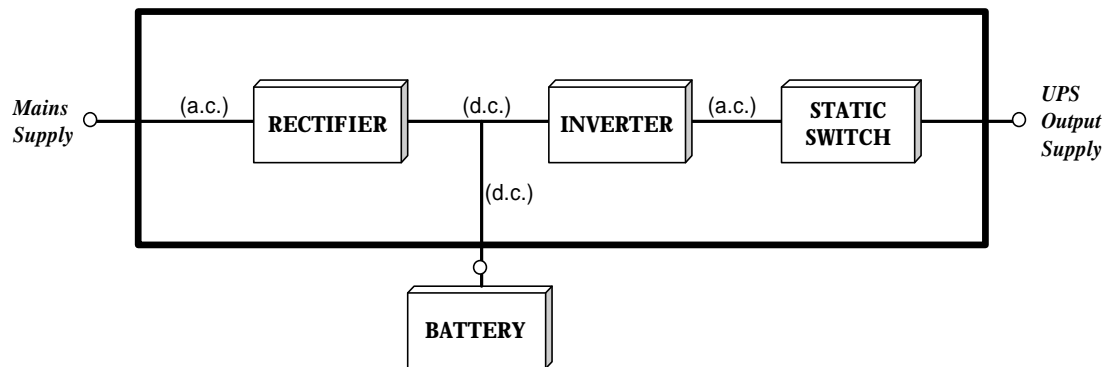 Mains
Supply
(a.c.)
RECTIFIER
(d.c.)
INVERTER
(a.c.)
STATIC
SWITCH
UPS
Output
Supply
(d.c.)
BATTERY